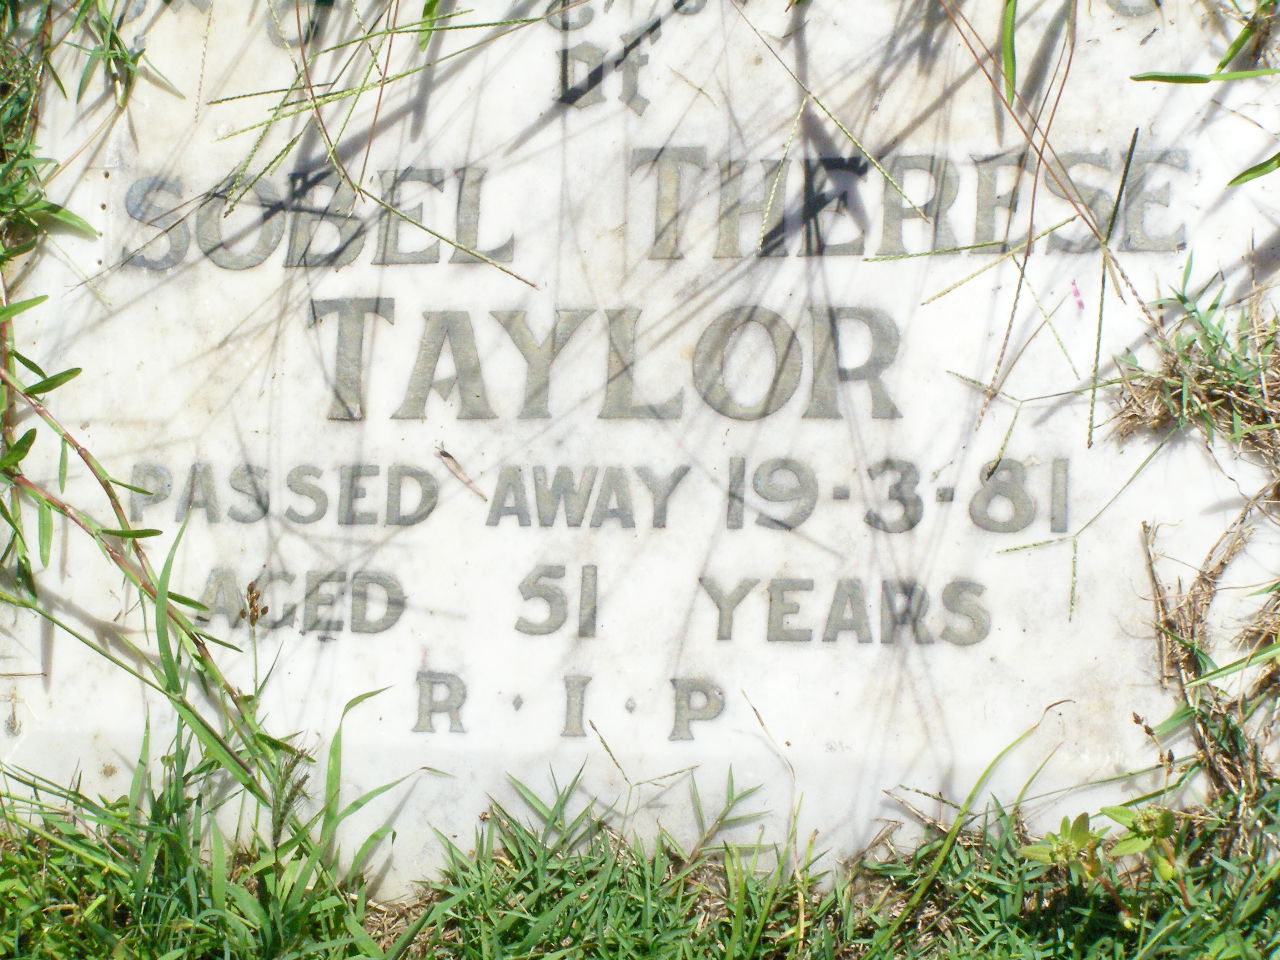 of
SOBEL THERESE
TAYLOR
PASSED AWAY 19-3-81
AGED 51 YEARS
R·I·P